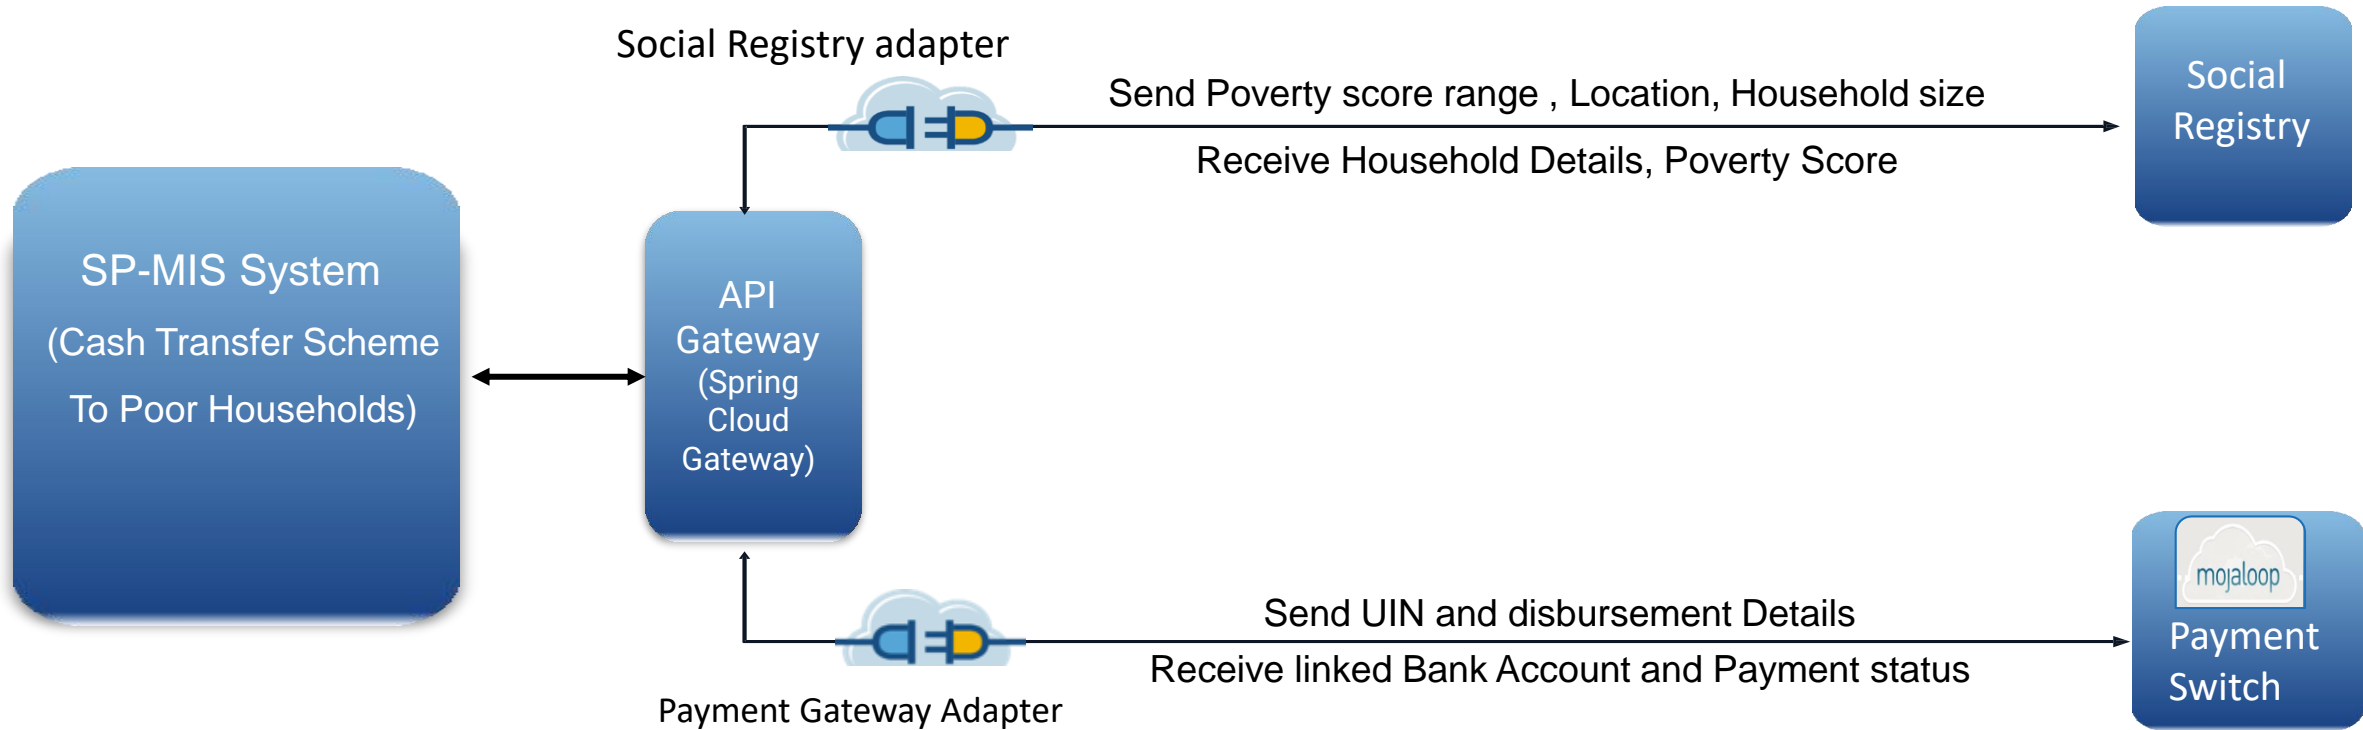 Social Registry adapter
Send Poverty score range , Location, Household size
Receive Household Details, Poverty Score
Social
Registry
SP-MIS System
(Cash Transfer Scheme
To Poor Households)
API
Gateway
(Spring
Cloud
Gateway)
Send UIN and disbursement Details
Receive linked Bank Account and Payment status
Payment Gateway Adapter
mojaloop
Payment
Switch